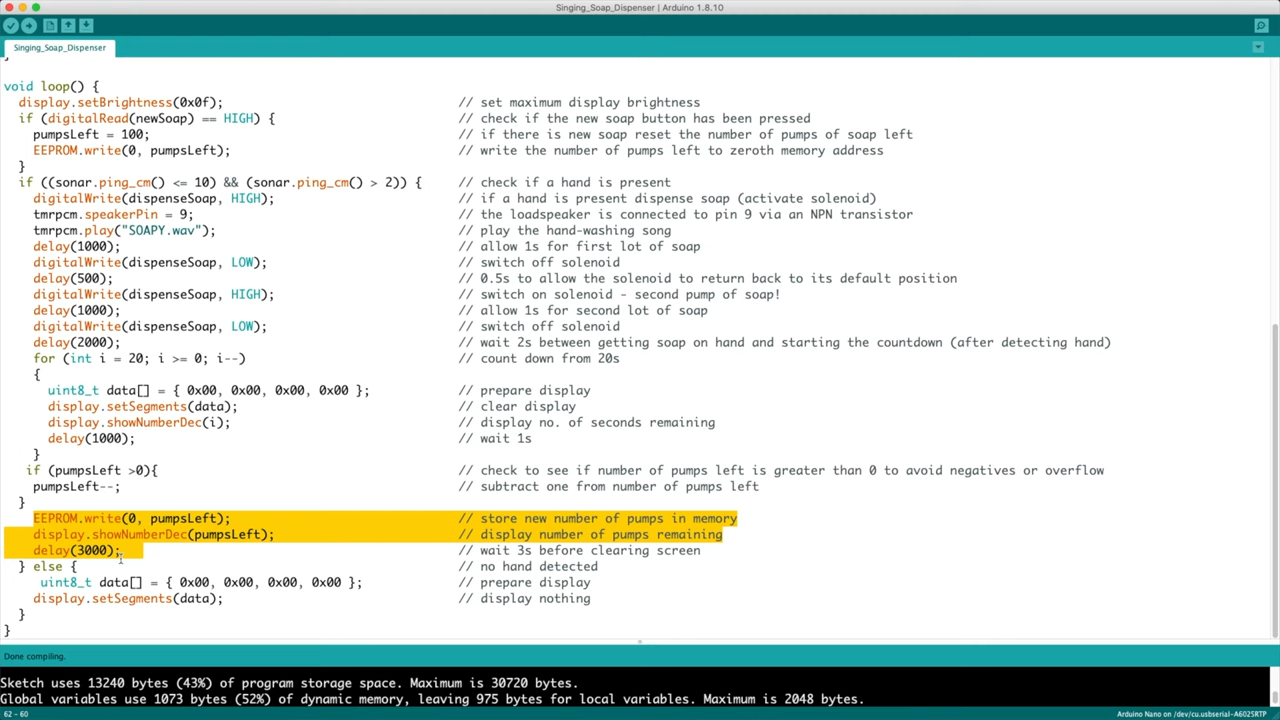 Singing_Soap_Dispenser | Arduino 1.8.10
Singing_Soap_Dispenser
void loop() {
display.setBrightness(0x0f); // set maximum display brightness
if (digitalRead(newSoap) == HIGH) { // check if the new soap button has been pressed
pumpsLeft = 100; // if there is new soap reset the number of pumps of soap left
EEPROM.write(0, pumpsLeft); // write the number of pumps left to zeroth memory address
}
if ((sonar.ping_cm() <= 10) && (sonar.ping_cm() > 2)) { // check if a hand is present
digitalWrite(dispenseSoap, HIGH); // if a hand is present dispense soap (activate solenoid)
tmrpcm.speakerPin = 9; // the loadspeaker is connected to pin 9 via an NPN transistor
tmrpcm.play("SOAPY.wav"); // play the hand-washing song
delay(1000); // allow 1s for first lot of soap
digitalWrite(dispenseSoap, LOW); // switch off solenoid
delay(500); // 0.5s to allow the solenoid to return back to its default position
digitalWrite(dispenseSoap, HIGH); // switch on solenoid - second pump of soap!
delay(1000); // allow 1s for second lot of soap
digitalWrite(dispenseSoap, LOW); // switch off solenoid
delay(2000); // wait 2s between getting soap on hand and starting the countdown (after detecting hand)
for (int i = 20; i >= 0; i--) // count down from 20s
{
uint8_t data[] = { 0x00, 0x00, 0x00, 0x00 }; // prepare display
display.setSegments(data); // clear display
display.showNumberDec(i); // display no. of seconds remaining
delay(1000); // wait 1s
}
if (pumpsLeft >0){ // check to see if number of pumps left is greater than 0 to avoid negatives or overflow
pumpsLeft--; // subtract one from number of pumps left
}
EEPROM.write(0, pumpsLeft); // store new number of pumps in memory
display.showNumberDec(pumpsLeft); // display number of pumps remaining
delay(3000); // wait 3s before clearing screen
} else { // no hand detected
uint8_t data[] = { 0x00, 0x00, 0x00, 0x00 }; // prepare display
display.setSegments(data); // display nothing
}
}
Done compiling.
Sketch uses 13240 bytes (43%) of program storage space. Maximum is 30720 bytes.
Global variables use 1073 bytes (52%) of dynamic memory, leaving 975 bytes for local variables. Maximum is 2048 bytes.
62 - 60 Arduino Nano on /dev/cu.usbserial-A602SRTP